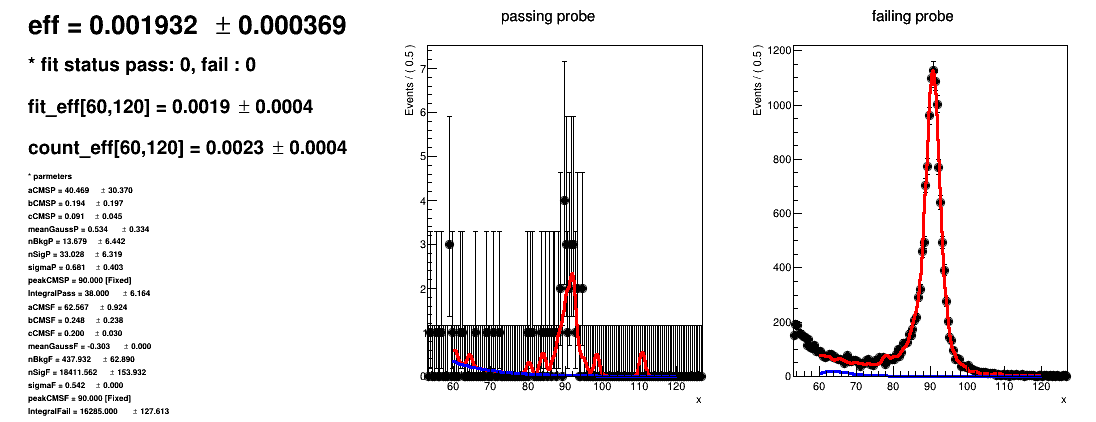 eff = 0.001932 ± 0.000369
* fit status pass: 0, fail : 0
fit_eff[60,120] = 0.0019 ± 0.0004
count_eff[60,120] = 0.0023 ± 0.0004
* parmeters
aCMSP = 40.469 ± 30.370
bCMSP = 0.194 ± 0.197
cCMSP = 0.091 ± 0.045
meanGaussP = 0.534 ± 0.334
nBkgP = 13.679 ± 6.442
nSigP = 33.028 ± 6.319
sigmaP = 0.681 ± 0.403
peakCMSP = 90.000 [Fixed]
IntegralPass = 38.000 ± 6.164
aCMSF = 62.567 ± 0.924
bCMSF = 0.248 ± 0.238
cCMSF = 0.200 ± 0.030
meanGaussF = -0.303 ± 0.000
nBkgF = 437.932 ± 62.890
nSigF = 18411.562 ± 153.932
sigmaF = 0.542 ± 0.000
peakCMSF = 90.000 [Fixed]
IntegralFail = 16285.000 ± 127.613
passing probe
Events / ( 0.5 )
7
6
5
4
3
2
1
0
60 70 80 90 100 110 120
x
failing probe
Events / ( 0.5 )
1200
1000
800
600
400
200
0
60 70 80 90 100 110 120
x